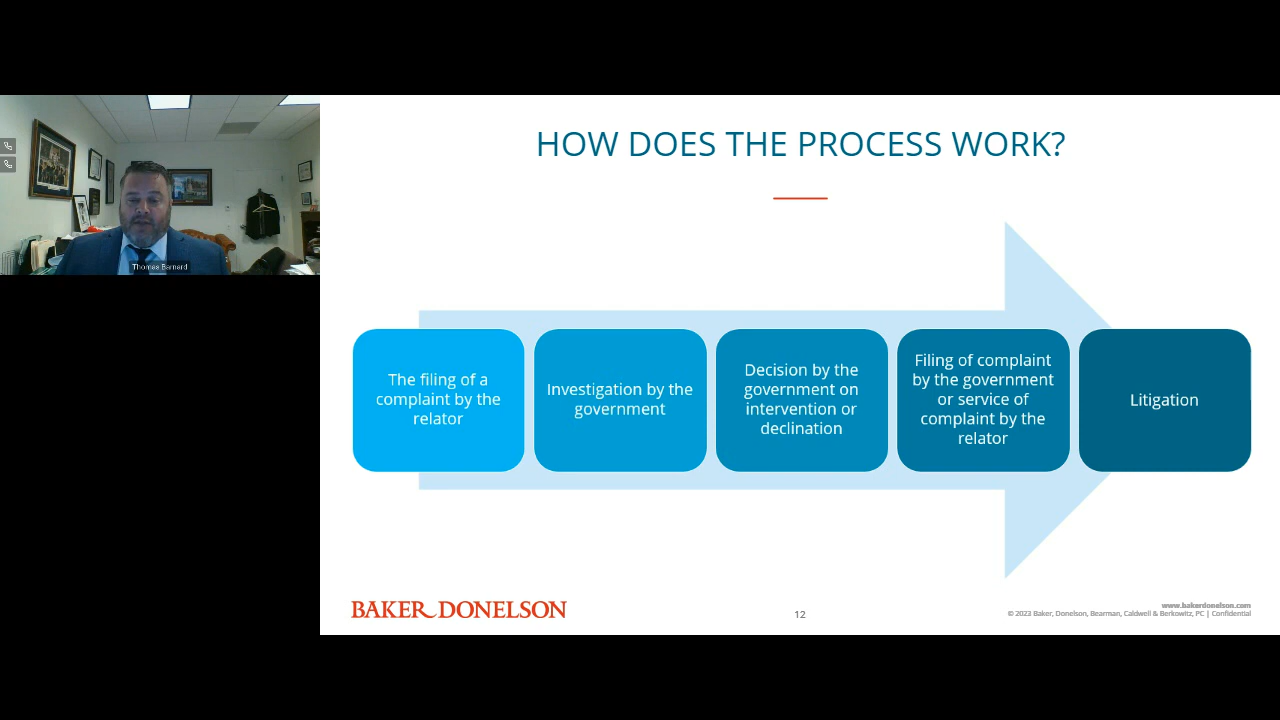 HOW DOES THE PROCESS WORK?
Thomas Barnard
The filing of a
complaint by the
relator
Investigation by the
government
Decision by the
government on
intervention or
declination
Filing of complaint
by the government
or service of
complaint by the
relator
Litigation
BAKER DONELSON
12
www.bakerdonelson.com
© 2023 Baker, Donelson, Bearman, Caldwell & Berkowitz, PC | Confidential